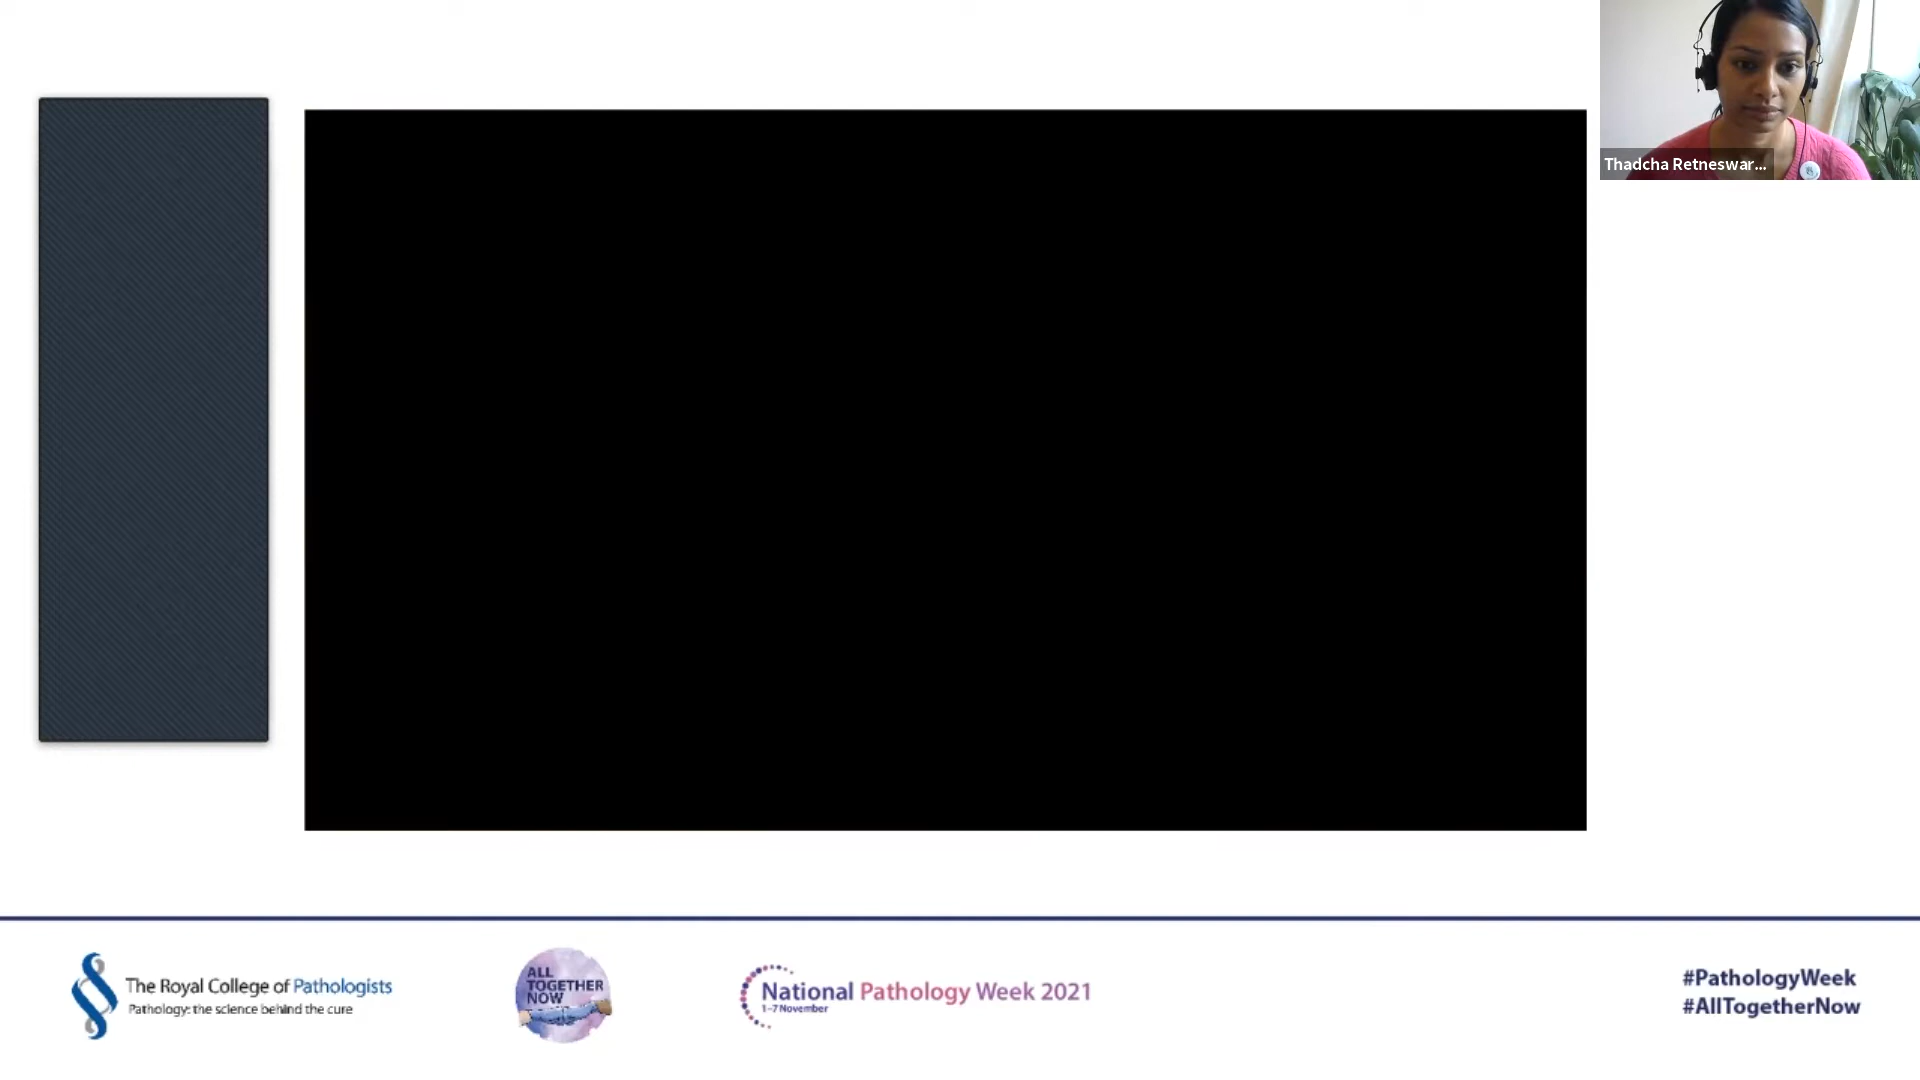 Thadcha Retneswar...
The Royal College of Pathologists
Pathology: the science behind the cure
ALL
TOGETHER
NOW
National Pathology Week 2021
1-7 November
#PathologyWeek
#AllTogetherNow